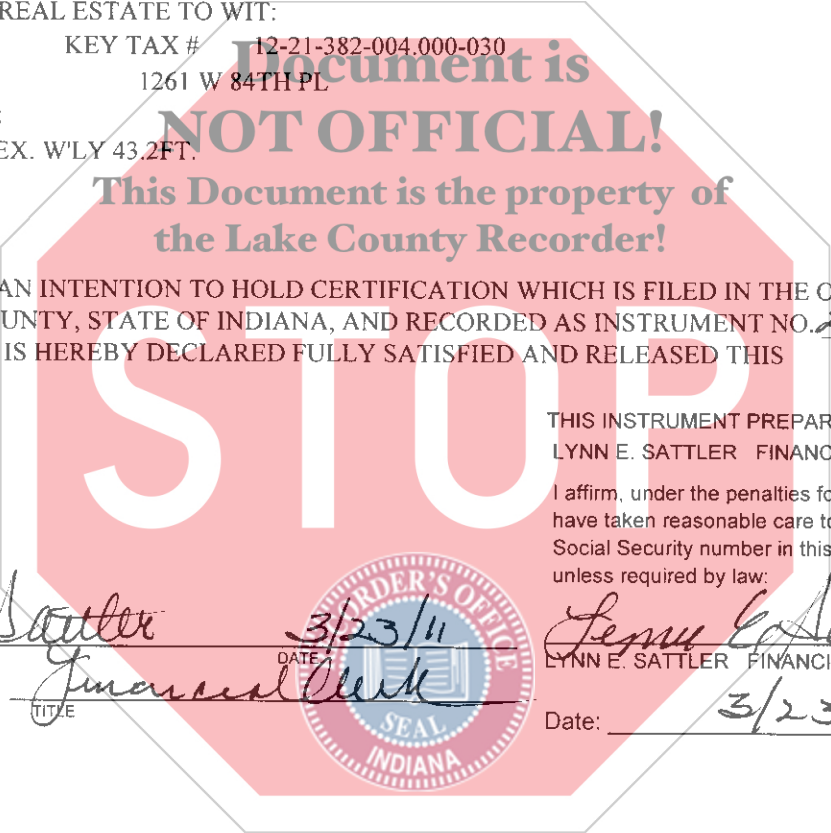 REAL ESTATE TO WIT:
KEY TAX # 12-21-382-004.000-030
Document is
1261 W 84TH PL
NOT OFFICIAL!
EX. W'LY 43.2FT.
This Document is the property of
the Lake County Recorder!
AN INTENTION TO HOLD CERTIFICATION WHICH IS FILED IN THE O
UNTY, STATE OF INDIANA, AND RECORDED AS INSTRUMENT NO.
IS HEREBY DECLARED FULLY SATISFIED AND RELEASED THIS
STOP
THIS INSTRUMENT PREPAR
LYNN E. SATTLER FINANC
I affirm, under the penalties fo
have taken reasonable care to
Social Security number in this
unless required by law:
Sattler 3/23/11
DATE
Financial Clerk
TITLE
LYNN E. SATTLER FINANCI
Date: 3/23
RECORDER'S OFFICE
SEAL
INDIANA